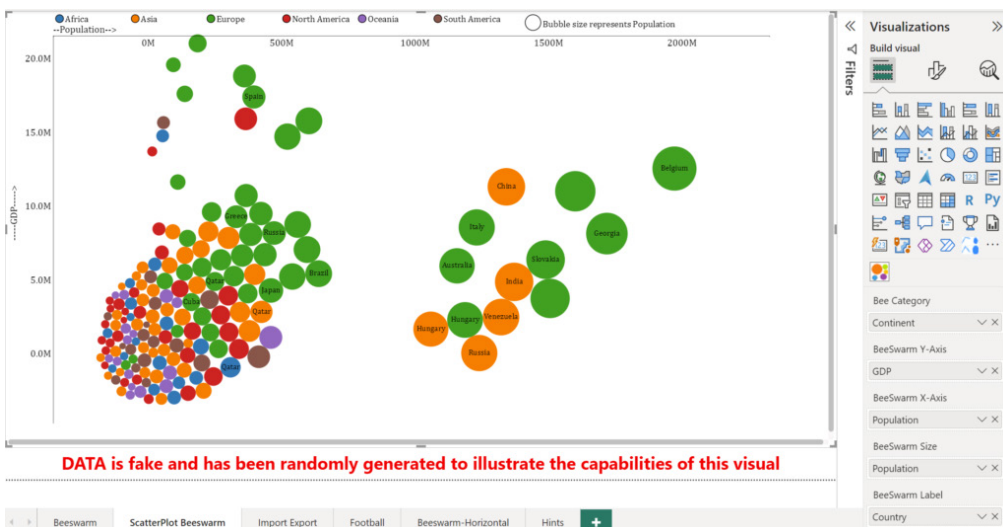 Africa Asia Europe North America Oceania South America Bubble size represents Population
--Population-->
0M 500M 1000M 1500M 2000M
20.0M
15.0M
10.0M
5.0M
0.0M
-----GDP----->
Spain
Belgium
China
Greece
Italy
Russia
Georgia
Slovakia
Australia
Brazil
Qatar
India
Japan
Cuba
Qatar
Venezuela
Hungary
Hungary
Russia
Qatar
DATA is fake and has been randomly generated to illustrate the capabilities of this visual
Beeswarm ScatterPlot Beeswarm Import Export Football Beeswarm-Horizontal Hints +
Filters
Visualizations
Build visual
R Py
Bee Category
Continent
BeeSwarm Y-Axis
GDP
BeeSwarm X-Axis
Population
BeeSwarm Size
Population
BeeSwarm Label
Country